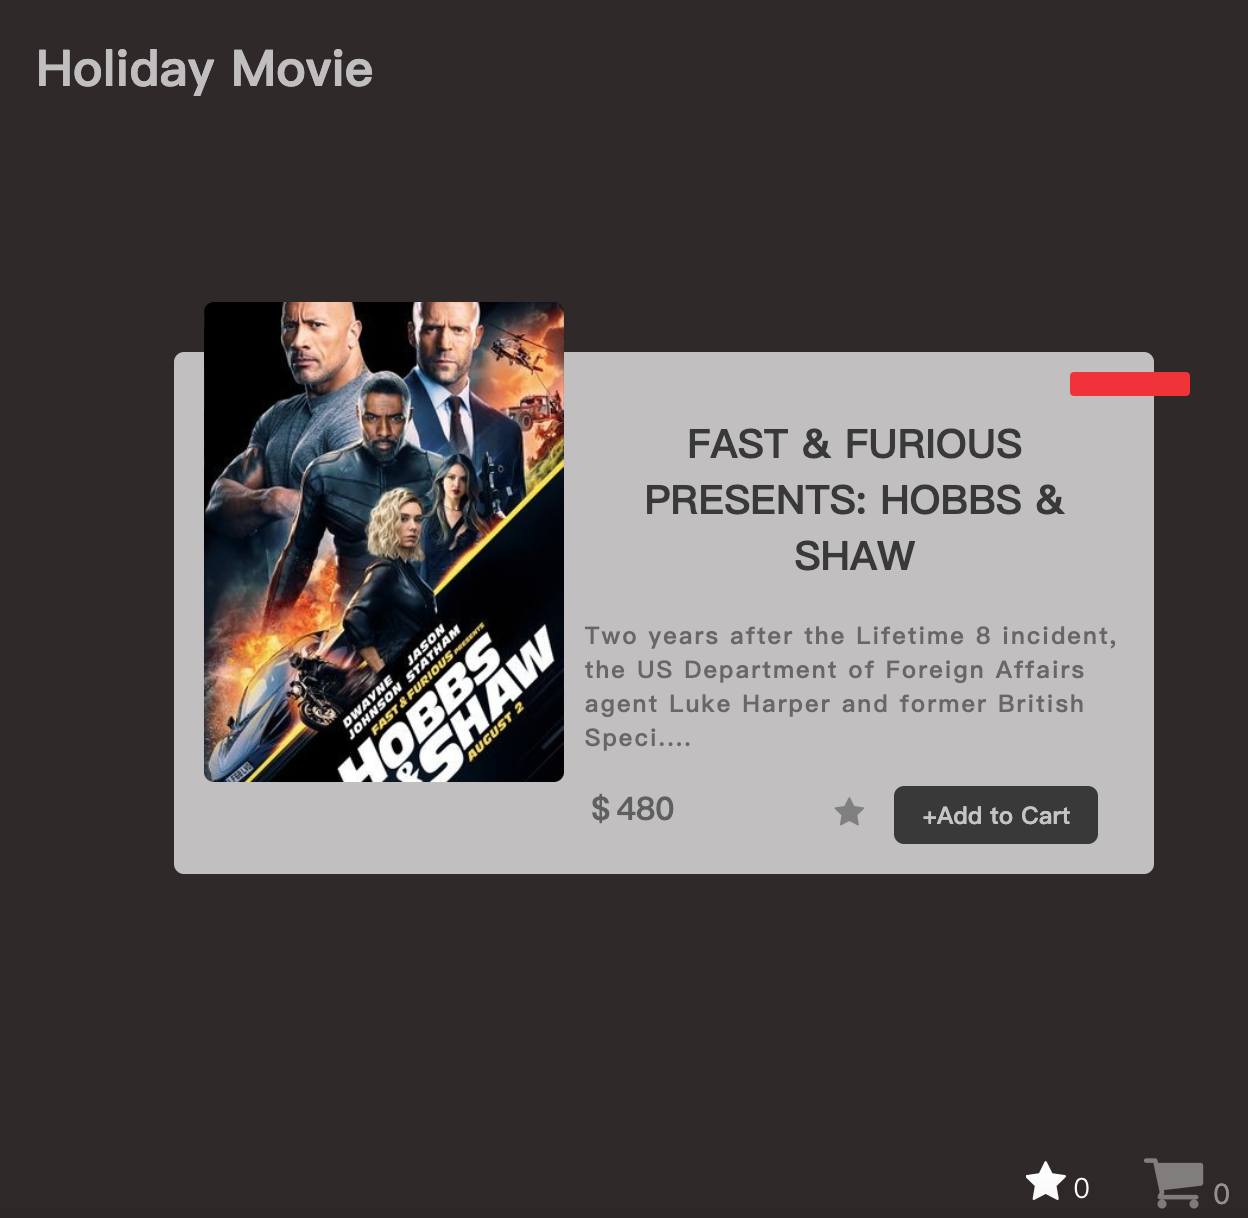 Holiday Movie
FAST & FURIOUS
PRESENTS: HOBBS &
SHAW
Two years after the Lifetime 8 incident,
the US Department of Foreign Affairs
agent Luke Harper and former British
Speci....
$ 480
+Add to Cart
DWAYNE
JOHNSON
JASON
STATHAM
FAST & FURIOUS PRESENTS
HOBBS
& SHAW
AUGUST 2
0
0